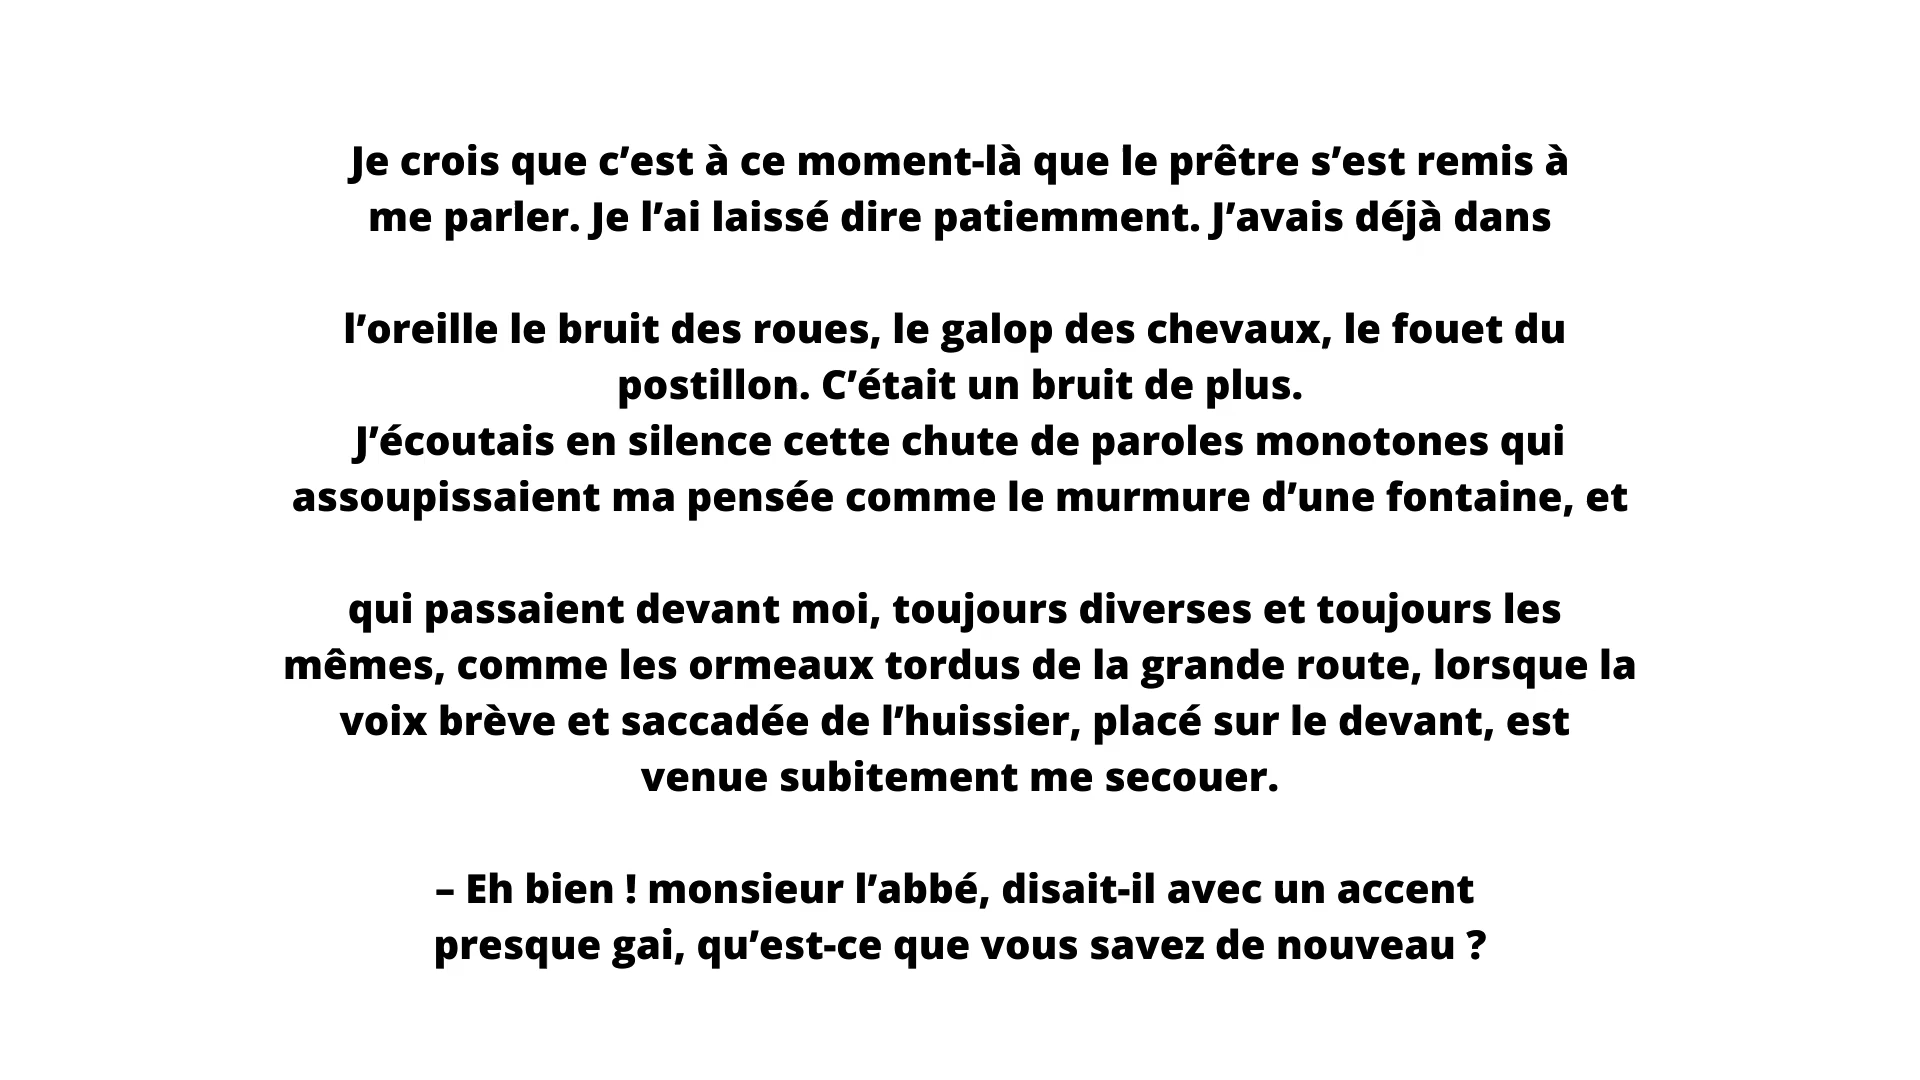 Je crois que c’est à ce moment-là que le prêtre s’est remis à
me parler. Je l’ai laissé dire patiemment. J’avais déjà dans
l’oreille le bruit des roues, le galop des chevaux, le fouet du
postillon. C’était un bruit de plus.
J’écoutais en silence cette chute de paroles monotones qui
assoupissaient ma pensée comme le murmure d’une fontaine, et
qui passaient devant moi, toujours diverses et toujours les
mêmes, comme les ormeaux tordus de la grande route, lorsque la
voix brève et saccadée de l’huissier, placé sur le devant, est
venue subitement me secouer.
– Eh bien ! monsieur l’abbé, disait-il avec un accent
presque gai, qu’est-ce que vous savez de nouveau ?